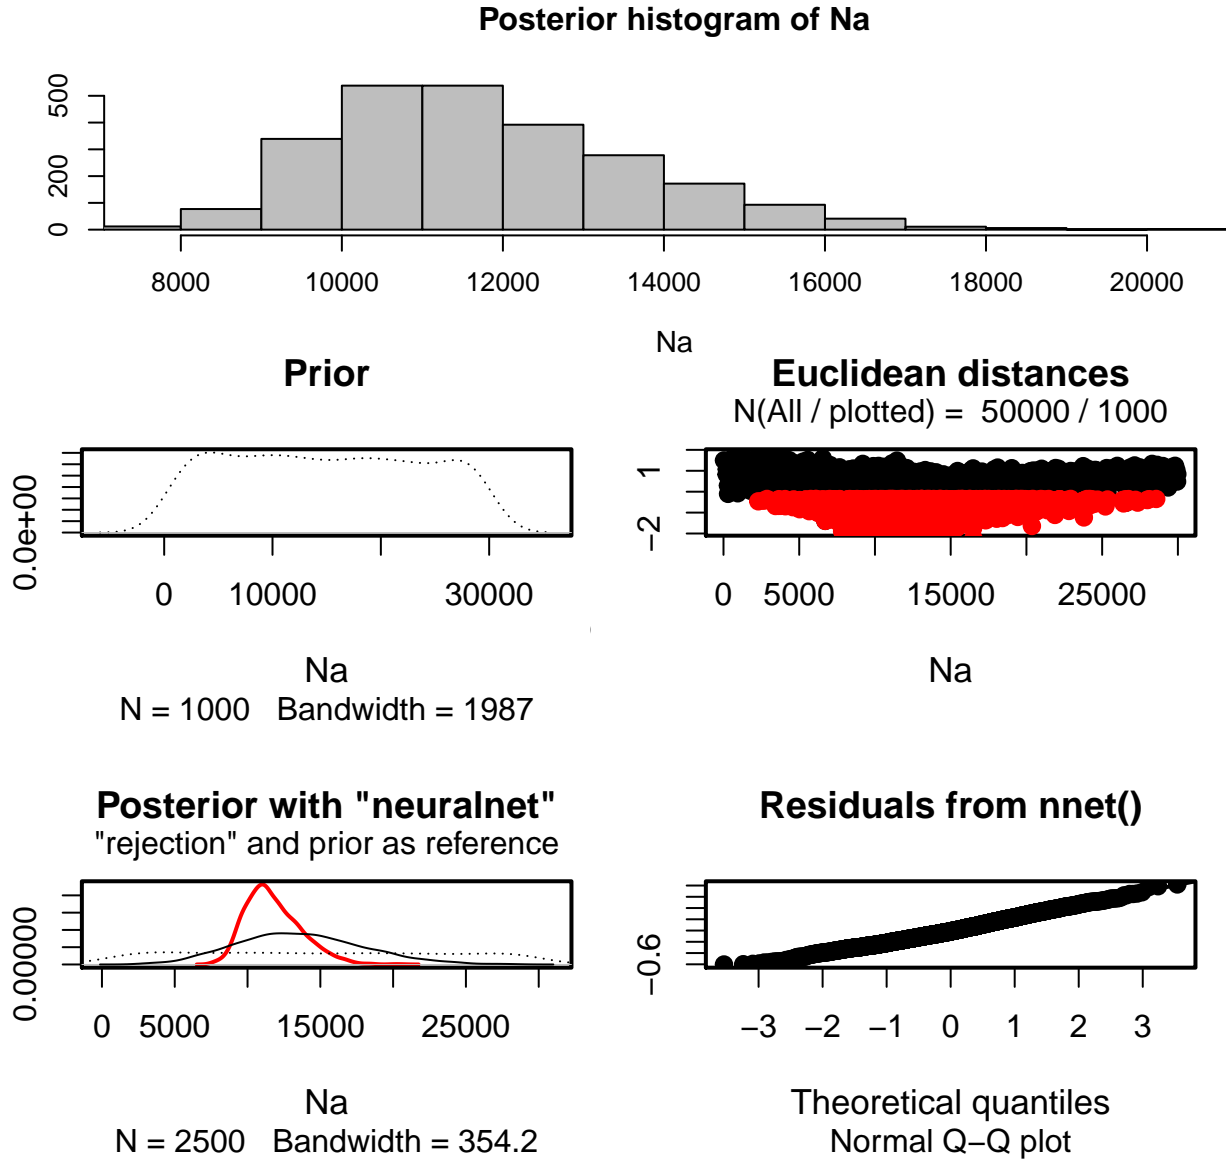 Posterior histogram of Na
500
200
0
8000 10000 12000 14000 16000 18000 20000
Na
Prior
0.0e+00
0 10000 30000
Na
N = 1000 Bandwidth = 1987
Euclidean distances
N(All / plotted) = 50000 / 1000
1
−2
0 5000 15000 25000
Na
Posterior with "neuralnet"
"rejection" and prior as reference
0.000000
0 5000 15000 25000
Na
N = 2500 Bandwidth = 354.2
Residuals from nnet()
−0.6
−3 −2 −1 0 1 2 3
Theoretical quantiles
Normal Q−Q plot